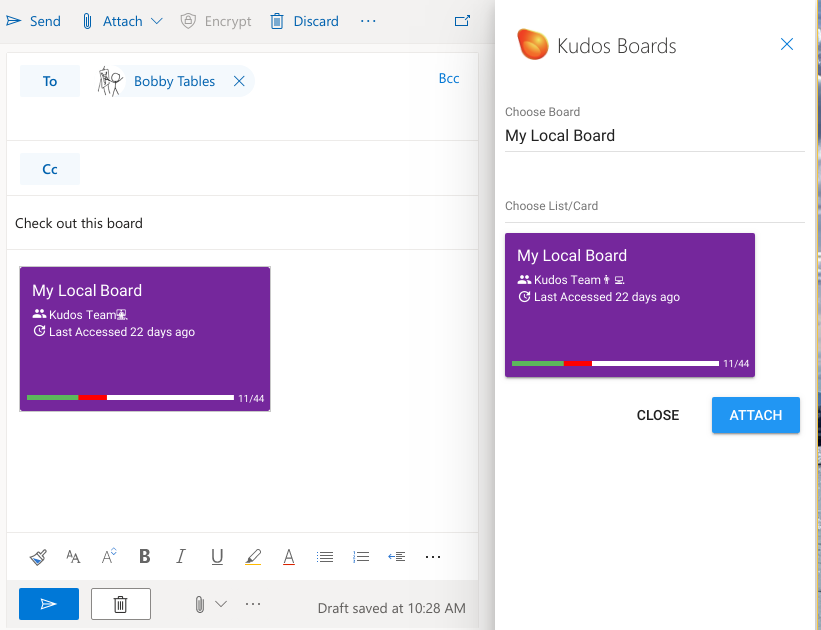 Send Attach Encrypt Discard ...
To Bobby Tables Bcc
Cc
Check out this board
My Local Board
Kudos Team
Last Accessed 22 days ago
11/44
B I U A ...
Draft saved at 10:28 AM
Kudos Boards
Choose Board
My Local Board
Choose List/Card
My Local Board
Kudos Team
Last Accessed 22 days ago
11/44
CLOSE ATTACH